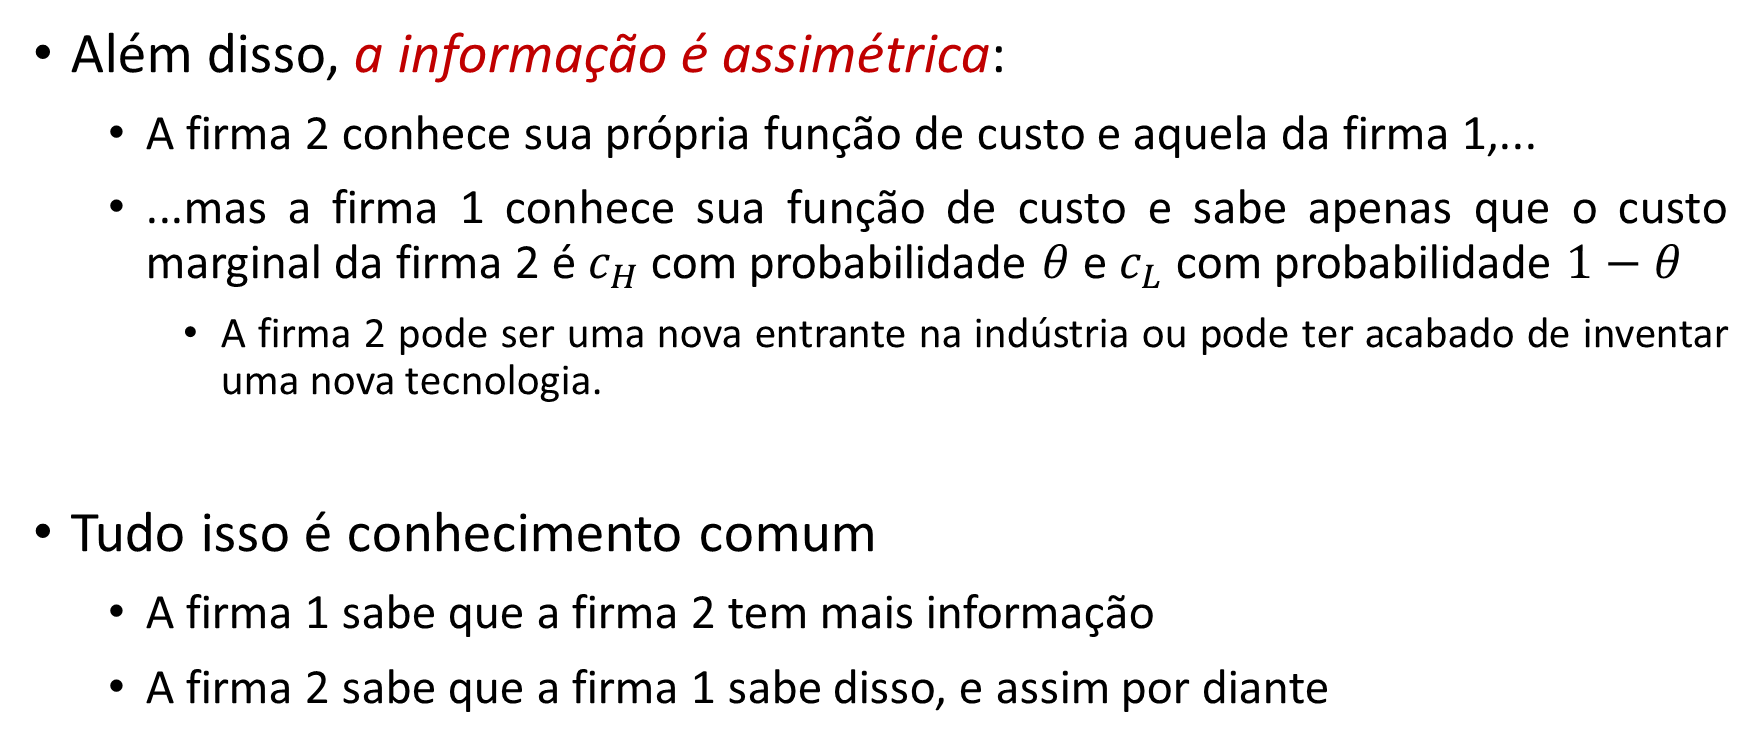 • Além disso, a informação é assimétrica:
• A firma 2 conhece sua própria função de custo e aquela da firma 1,...
• ...mas a firma 1 conhece sua função de custo e sabe apenas que o custo
marginal da firma 2 é c_H com probabilidade θ e c_L com probabilidade 1 − θ
• A firma 2 pode ser uma nova entrante na indústria ou pode ter acabado de inventar
uma nova tecnologia.
• Tudo isso é conhecimento comum
• A firma 1 sabe que a firma 2 tem mais informação
• A firma 2 sabe que a firma 1 sabe disso, e assim por diante